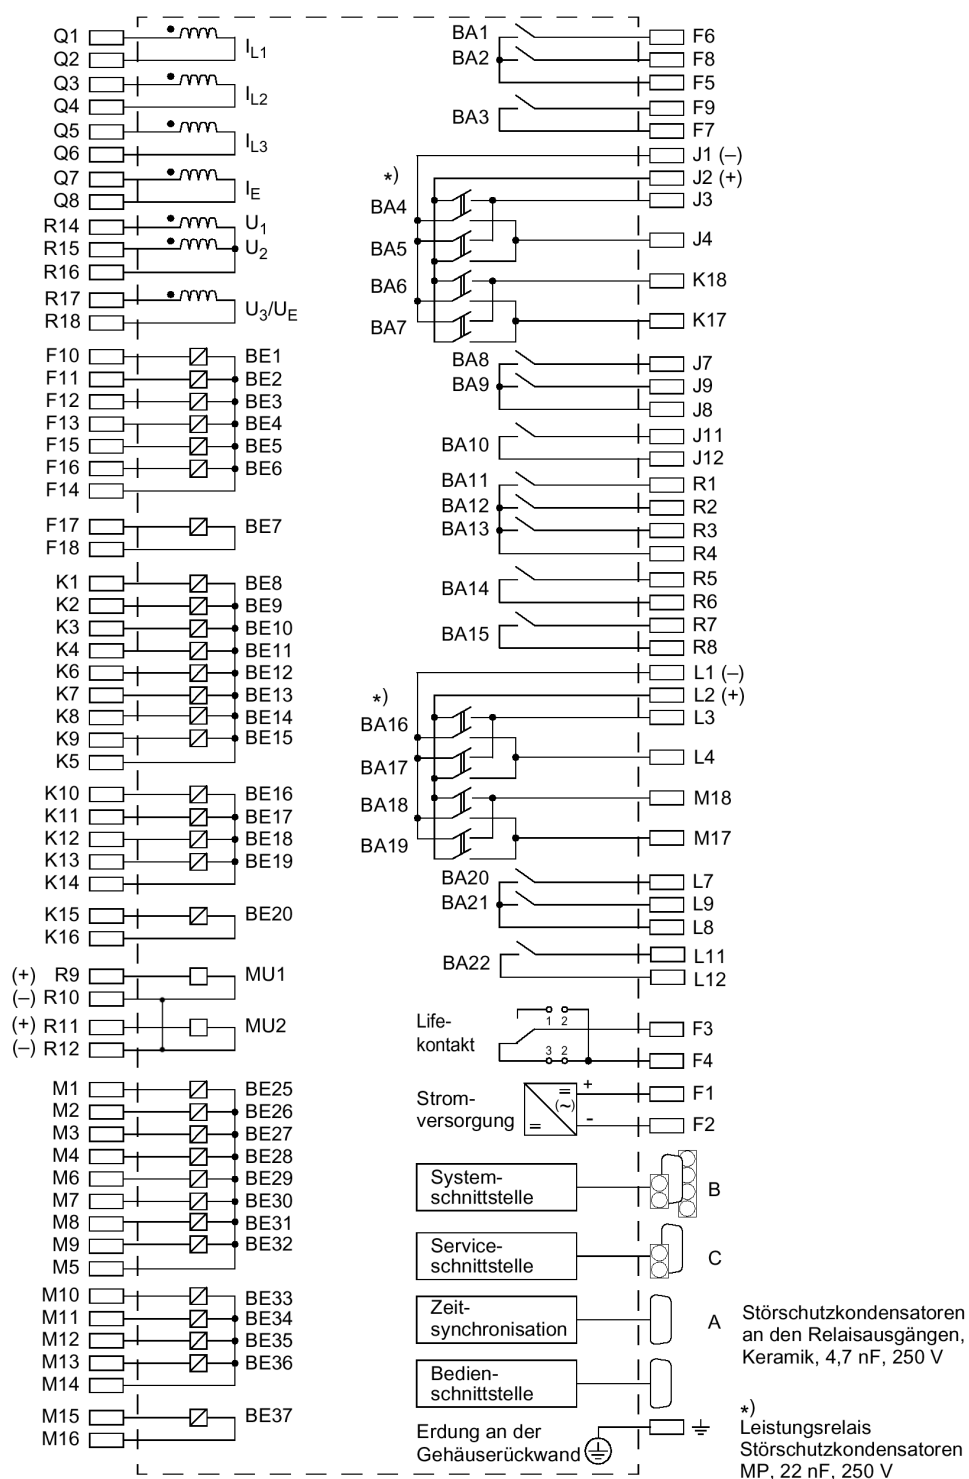 Q1
Q2
I L1
Q3
Q4
I L2
Q5
Q6
I L3
Q7
Q8
I E
R14 U1
R15 U2
R16
R17
R18
U3/UE
F10 BE1
F11 BE2
F12 BE3
F13 BE4
F15 BE5
F16 BE6
F14
F17 BE7
F18
K1 BE8
K2 BE9
K3 BE10
K4 BE11
K6 BE12
K7 BE13
K8 BE14
K9 BE15
K5
K10 BE16
K11 BE17
K12 BE18
K13 BE19
K14
K15 BE20
K16
(+) R9 MU1
(–) R10
(+) R11 MU2
(–) R12
M1 BE25
M2 BE26
M3 BE27
M4 BE28
M6 BE29
M7 BE30
M8 BE31
M9 BE32
M5
M10 BE33
M11 BE34
M12 BE35
M13 BE36
M14
M15 BE37
M16
BA1 F6
BA2 F8
F5
BA3 F9
F7
J1 (–)
*) J2 (+)
BA4 J3
BA5 J4
BA6 K18
BA7 K17
BA8 J7
BA9 J9
J8
BA10 J11
J12
BA11 R1
BA12 R2
BA13 R3
R4
BA14 R5
R6
BA15 R7
R8
L1 (–)
*) L2 (+)
BA16 L3
BA17 L4
BA18 M18
BA19 M17
BA20 L7
BA21 L9
L8
BA22 L11
L12
Life-
kontakt
1 2
3 2
F3
F4
Strom-
versorgung
= (~) =
+ F1
- F2
System-
schnittstelle
B
Service-
schnittstelle
C
Zeit-
synchronisation
A
Bedien-
schnittstelle
Erdung an der
Gehäuserückwand
Störschutzkondensatoren
an den Relaisausgängen,
Keramik, 4,7 nF, 250 V
*)
Leistungsrelais
Störschutzkondensatoren
MP, 22 nF, 250 V